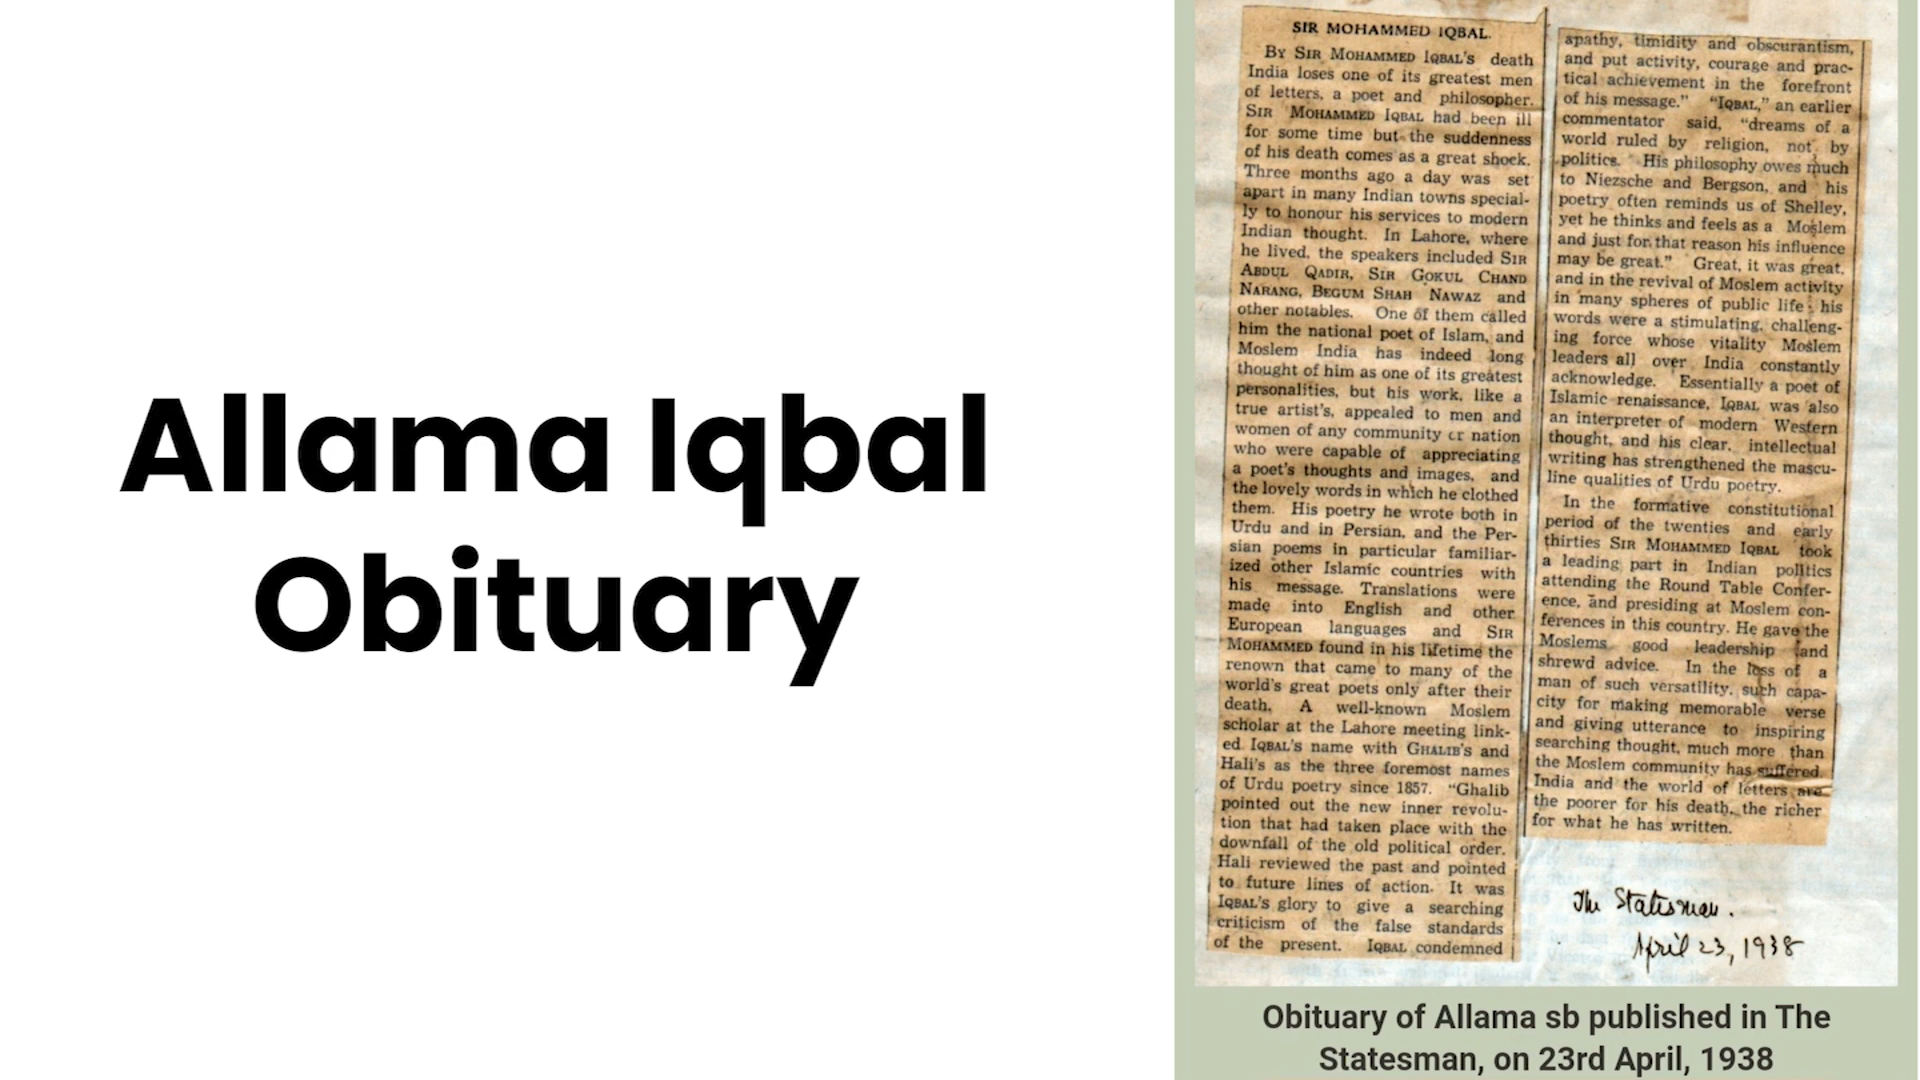 Allama Iqbal
Obituary
SIR MOHAMMED IQBAL.
By SIR MOHAMMED IQBAL'S death
India loses one of its greatest men
of letters, a poet and philosopher.
SIR MOHAMMED IQBAL had been ill
for some time but the suddenness
of his death comes as a great shock.
Three months ago a day was set
apart in many Indian towns special-
ly to honour his services to modern
Indian thought. In Lahore, where
he lived, the speakers included SIR
ABDUL QADIR, SIR GOKUL CHAND
NARANG, BEGUM SHAH NAWAZ and
other notables. One of them called
him the national poet of Islam, and
Moslem India has indeed long
thought of him as one of its greatest
personalities, but his work, like a
true artist's, appealed to men and
women of any community or nation
who were capable of appreciating
a poet's thoughts and images, and
the lovely words in which he clothed
them. His poetry he wrote both in
Urdu and in Persian, and the Per-
sian poems in particular familiar-
ized other Islamic countries with
his message. Translations were
made into English and other
European languages and SIR
MOHAMMED found in his lifetime the
renown that came to many of the
world's great poets only after their
death. A well-known Moslem
scholar at the Lahore meeting link-
ed IQBAL'S name with GHALIB'S and
Hali's as the three foremost names
of Urdu poetry since 1857. "Ghalib
pointed out the new inner revolu-
tion that had taken place with the
downfall of the old political order.
Hali reviewed the past and pointed
to future lines of action. It was
IQBAL'S glory to give a searching
criticism of the false standards
of the present. IQBAL condemned
apathy, timidity and obscurantism,
and put activity, courage and prac-
tical achievement in the forefront
of his message." "IQBAL," an earlier
commentator said, "dreams of a
world ruled by religion, not by
politics. His philosophy owes much
to Niezsche and Bergson, and his
poetry often reminds us of Shelley,
yet he thinks and feels as a Moslem
and just for that reason his influence
may be great." Great, it was great,
and in the revival of Moslem activity
in many spheres of public life his
words were a stimulating, challeng-
ing force whose vitality Moslem
leaders all over India constantly
acknowledge. Essentially a poet of
Islamic renaissance, IQBAL was also
an interpreter of modern Western
thought, and his clear, intellectual
writing has strengthened the mascu-
line qualities of Urdu poetry.
In the formative constitutional
period of the twenties and early
thirties SIR MOHAMMED IQBAL took
a leading part in Indian politics
attending the Round Table Confer-
ence, and presiding at Moslem con-
ferences in this country. He gave the
Moslems good leadership and
shrewd advice. In the loss of a
man of such versatility, such capa-
city for making memorable verse
and giving utterance to inspiring
searching thought, much more than
the Moslem community has suffered.
India and the world of letters are
the poorer for his death, the richer
for what he has written.
The Statesman.
April 23, 1938
Obituary of Allama sb published in The
Statesman, on 23rd April, 1938